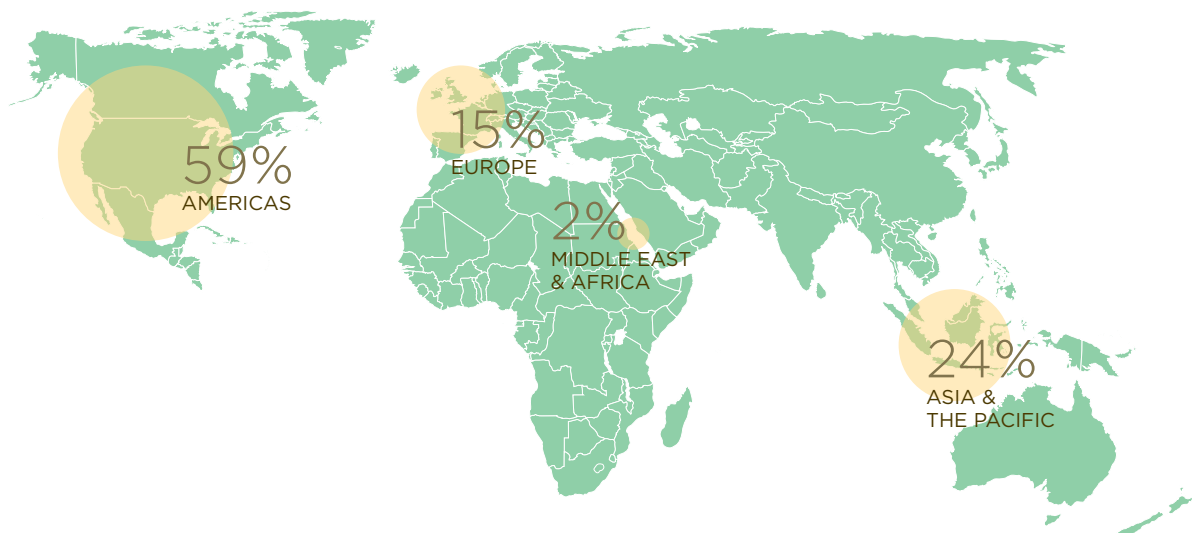 59%
AMERICAS
15%
EUROPE
2%
MIDDLE EAST
& AFRICA
24%
ASIA &
THE PACIFIC